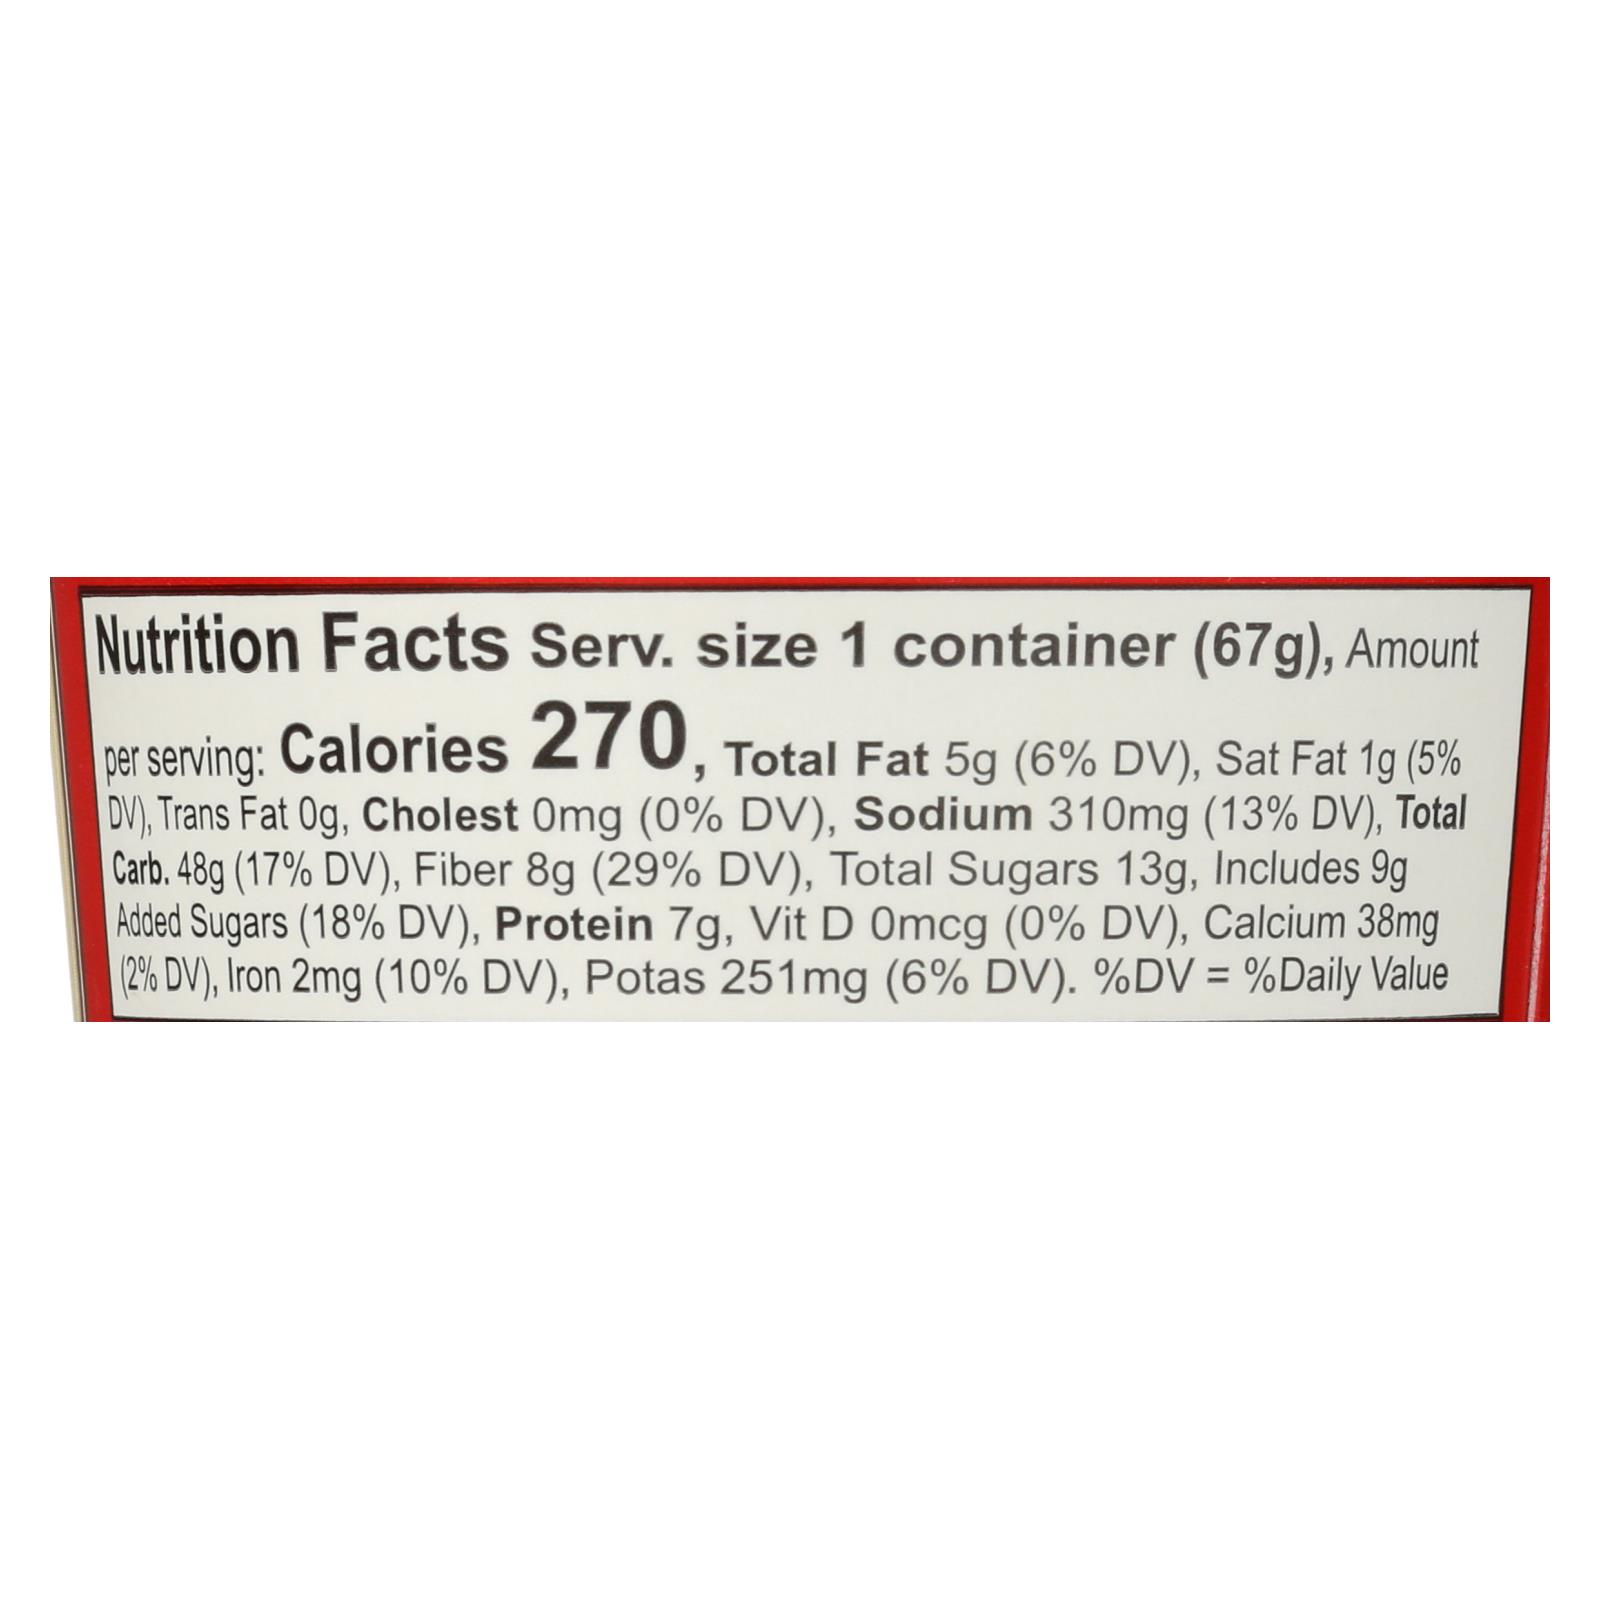 Nutrition Facts Serv. size 1 container (67g), Amount
per serving: Calories 270, Total Fat 5g (6% DV), Sat Fat 1g (5%
DV), Trans Fat 0g, Cholest 0mg (0% DV), Sodium 310mg (13% DV), Total
Carb. 48g (17% DV), Fiber 8g (29% DV), Total Sugars 13g, Includes 9g
Added Sugars (18% DV), Protein 7g, Vit D 0mcg (0% DV), Calcium 38mg
(2% DV), Iron 2mg (10% DV), Potas 251mg (6% DV). %DV = %Daily Value